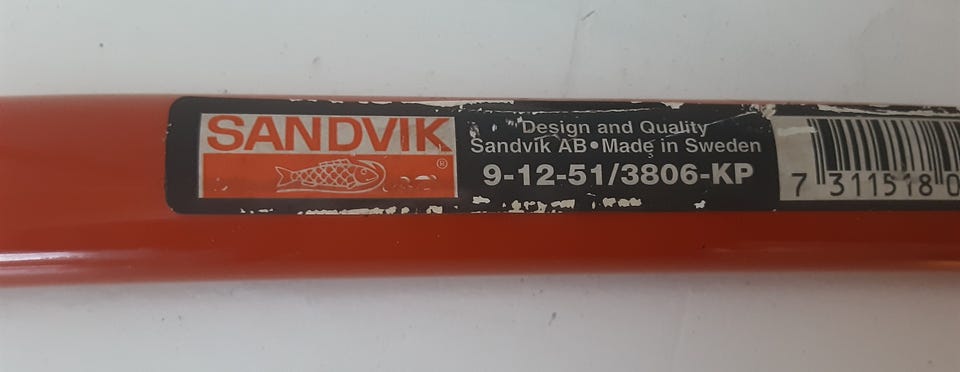 SANDVIK
®
Design and Quality
Sandvik AB • Made in Sweden
9-12-51/3806-KP
7 311518 0